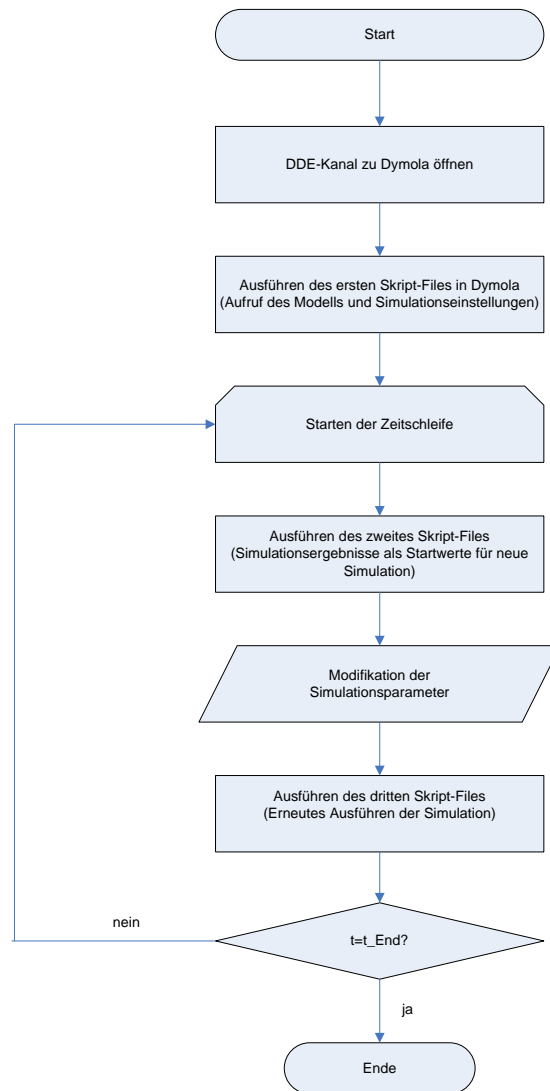 Start
DDE-Kanal zu Dymola öffnen
Ausführen des ersten Skript-Files in Dymola
(Aufruf des Modells und Simulationseinstellungen)
Starten der Zeitschleife
Ausführen des zweites Skript-Files
(Simulationsergebnisse als Startwerte für neue
Simulation)
Modifikation der
Simulationsparameter
Ausführen des dritten Skript-Files
(Erneutes Ausführen der Simulation)
nein
t=t_End?
ja
Ende